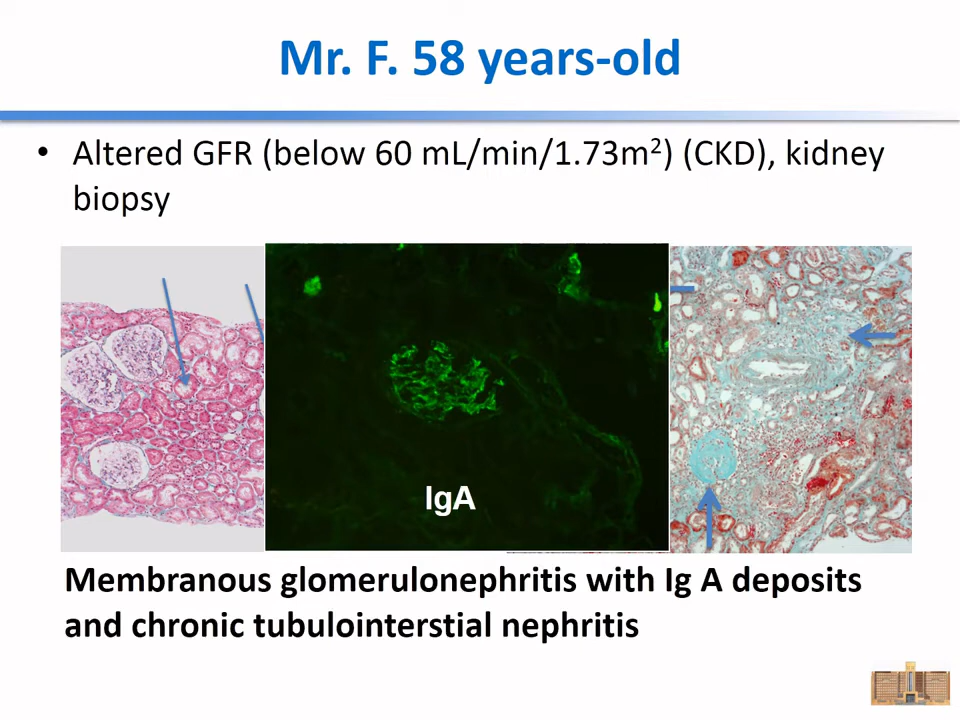 Mr. F. 58 years-old
• Altered GFR (below 60 mL/min/1.73m²) (CKD), kidney
biopsy
IgA
Membranous glomerulonephritis with Ig A deposits
and chronic tubulointerstial nephritis